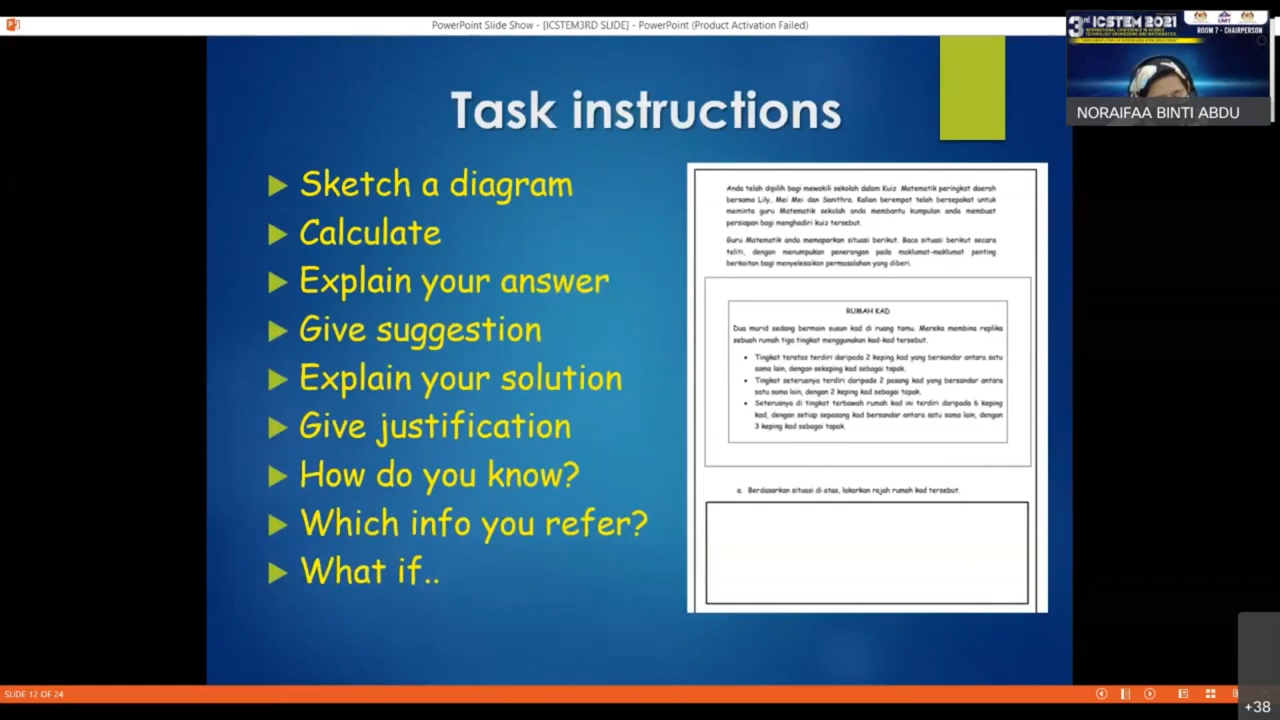 PowerPoint Slide Show - [ICSTEM3RD SLIDE] - PowerPoint (Product Activation Failed)
3rd ICSTEM 2021
INTERNATIONAL CONFERENCE IN SCIENCE
TECHNOLOGY ENGINEERING AND MATHEMATICS
ROOM 7 - CHAIRPERSON
NORAIFAA BINTI ABDU
Task instructions
Sketch a diagram
Calculate
Explain your answer
Give suggestion
Explain your solution
Give justification
How do you know?
Which info you refer?
What if..
Anda telah dipilih bagi mewakili sekolah dalam Kuiz Matematik peringkat daerah
bersama Lily, Mei Mei dan Sanithra. Kalian berempat telah bersepakat untuk
meminta guru Matematik sekolah anda membantu kumpulan anda membuat
persiapan bagi menghadiri kuiz tersebut.
Guru Matematik anda memaparkan situasi berikut. Baca situasi berikut secara
teliti, dengan menumpukan penerangan pada maklumat-maklumat penting
berkaitan bagi menyelesaikan permasalahan yang diberi.
RUMAH KAD
Dua murid sedang bermain susun kad di ruang tamu. Mereka membina replika
sebuah rumah tiga tingkat menggunakan kad-kad tersebut.
Tingkat teratas terdiri daripada 2 keping kad yang bersandar antara satu
sama lain, dengan sekeping kad sebagai tapak.
Tingkat seterusnya terdiri daripada 2 pasang kad yang bersandar antara
satu sama lain, dengan 2 keping kad sebagai tapak.
Seterusnya di tingkat terbawah rumah kad ini terdiri daripada 6 keping
kad, dengan setiap sepasang kad bersandar antara satu sama lain, dengan
3 keping kad sebagai tapak.
a. Berdasarkan situasi di atas, lakarkan rajah rumah kad tersebut.
SLIDE 12 OF 24
+38